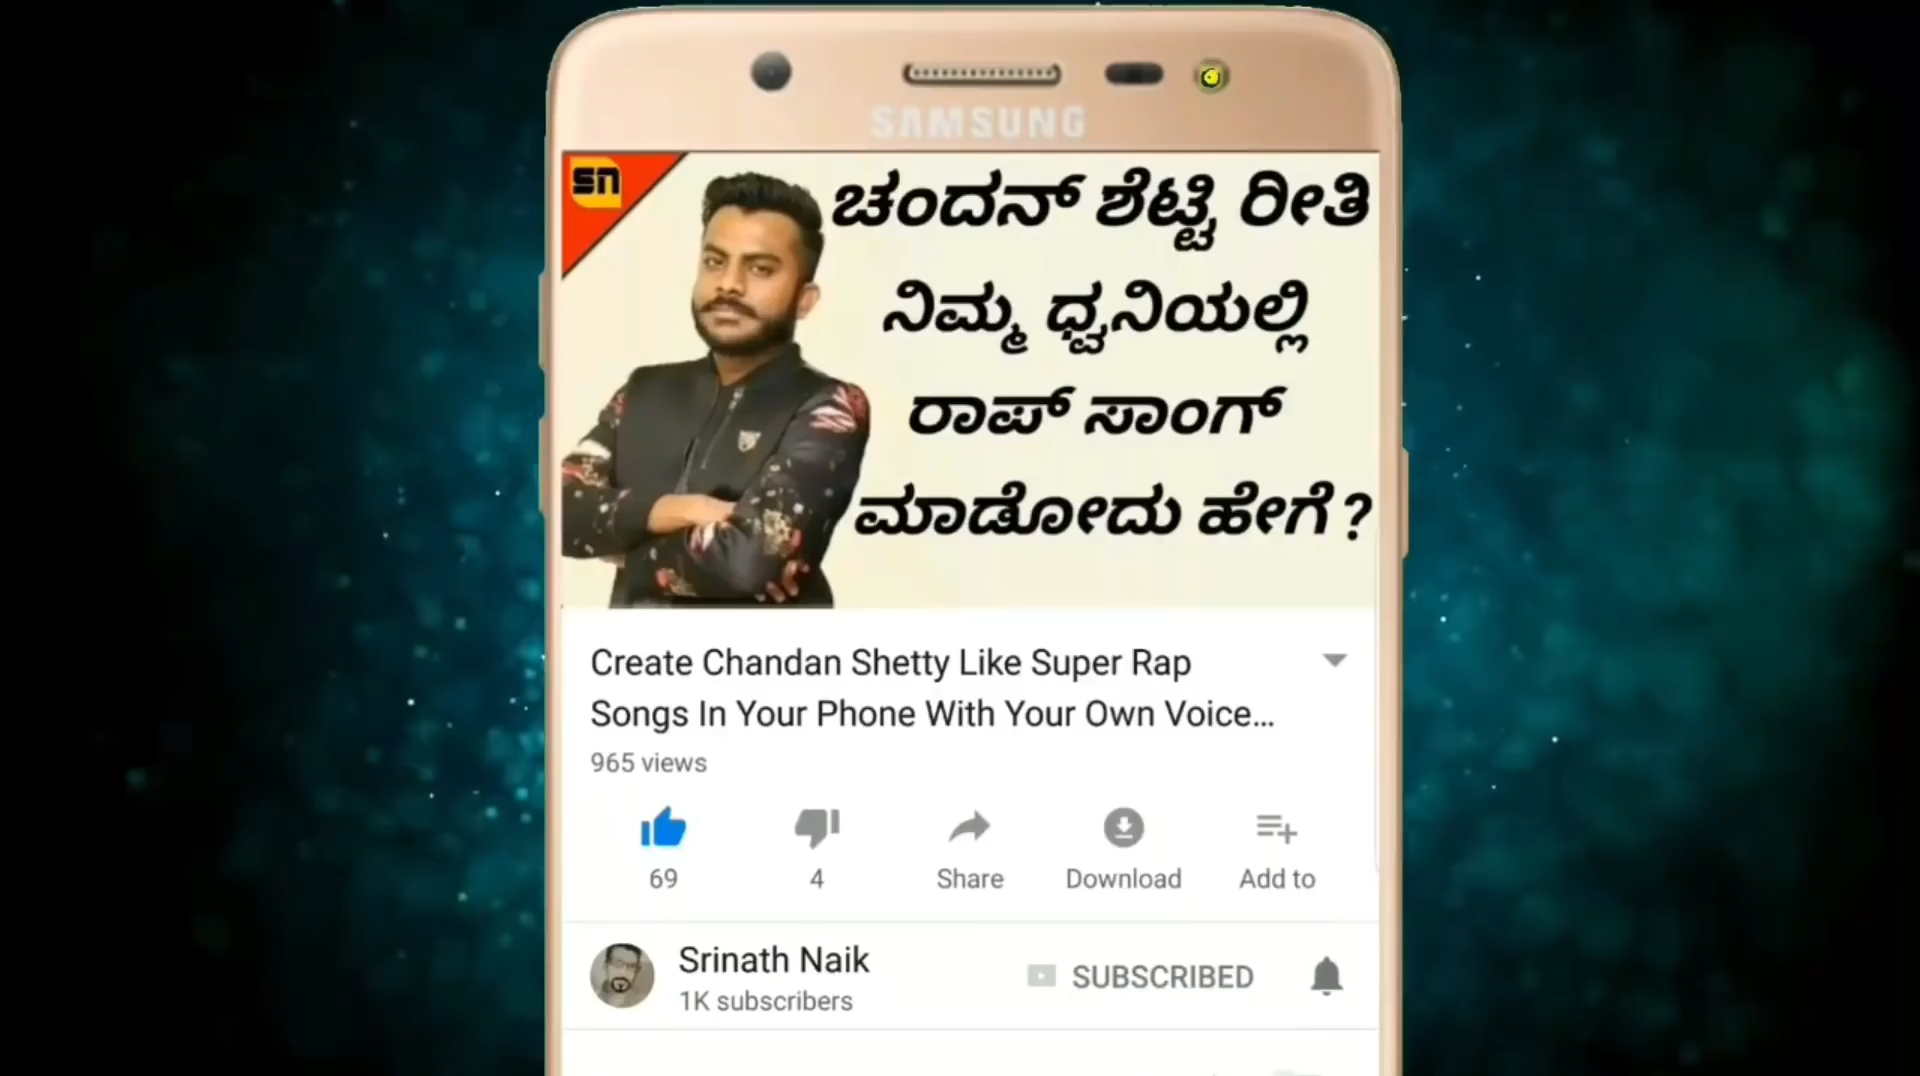 SAMSUNG
sn
ಚಂದನ್ ಶೆಟ್ಟಿ ರೀತಿ
ನಿಮ್ಮ ಧ್ವನಿಯಲ್ಲಿ
ರಾಪ್ ಸಾಂಗ್
ಮಾಡೋದು ಹೇಗೆ?
Create Chandan Shetty Like Super Rap
Songs In Your Phone With Your Own Voice...
965 views
69 4 Share Download Add to
Srinath Naik
SUBSCRIBED
1K subscribers